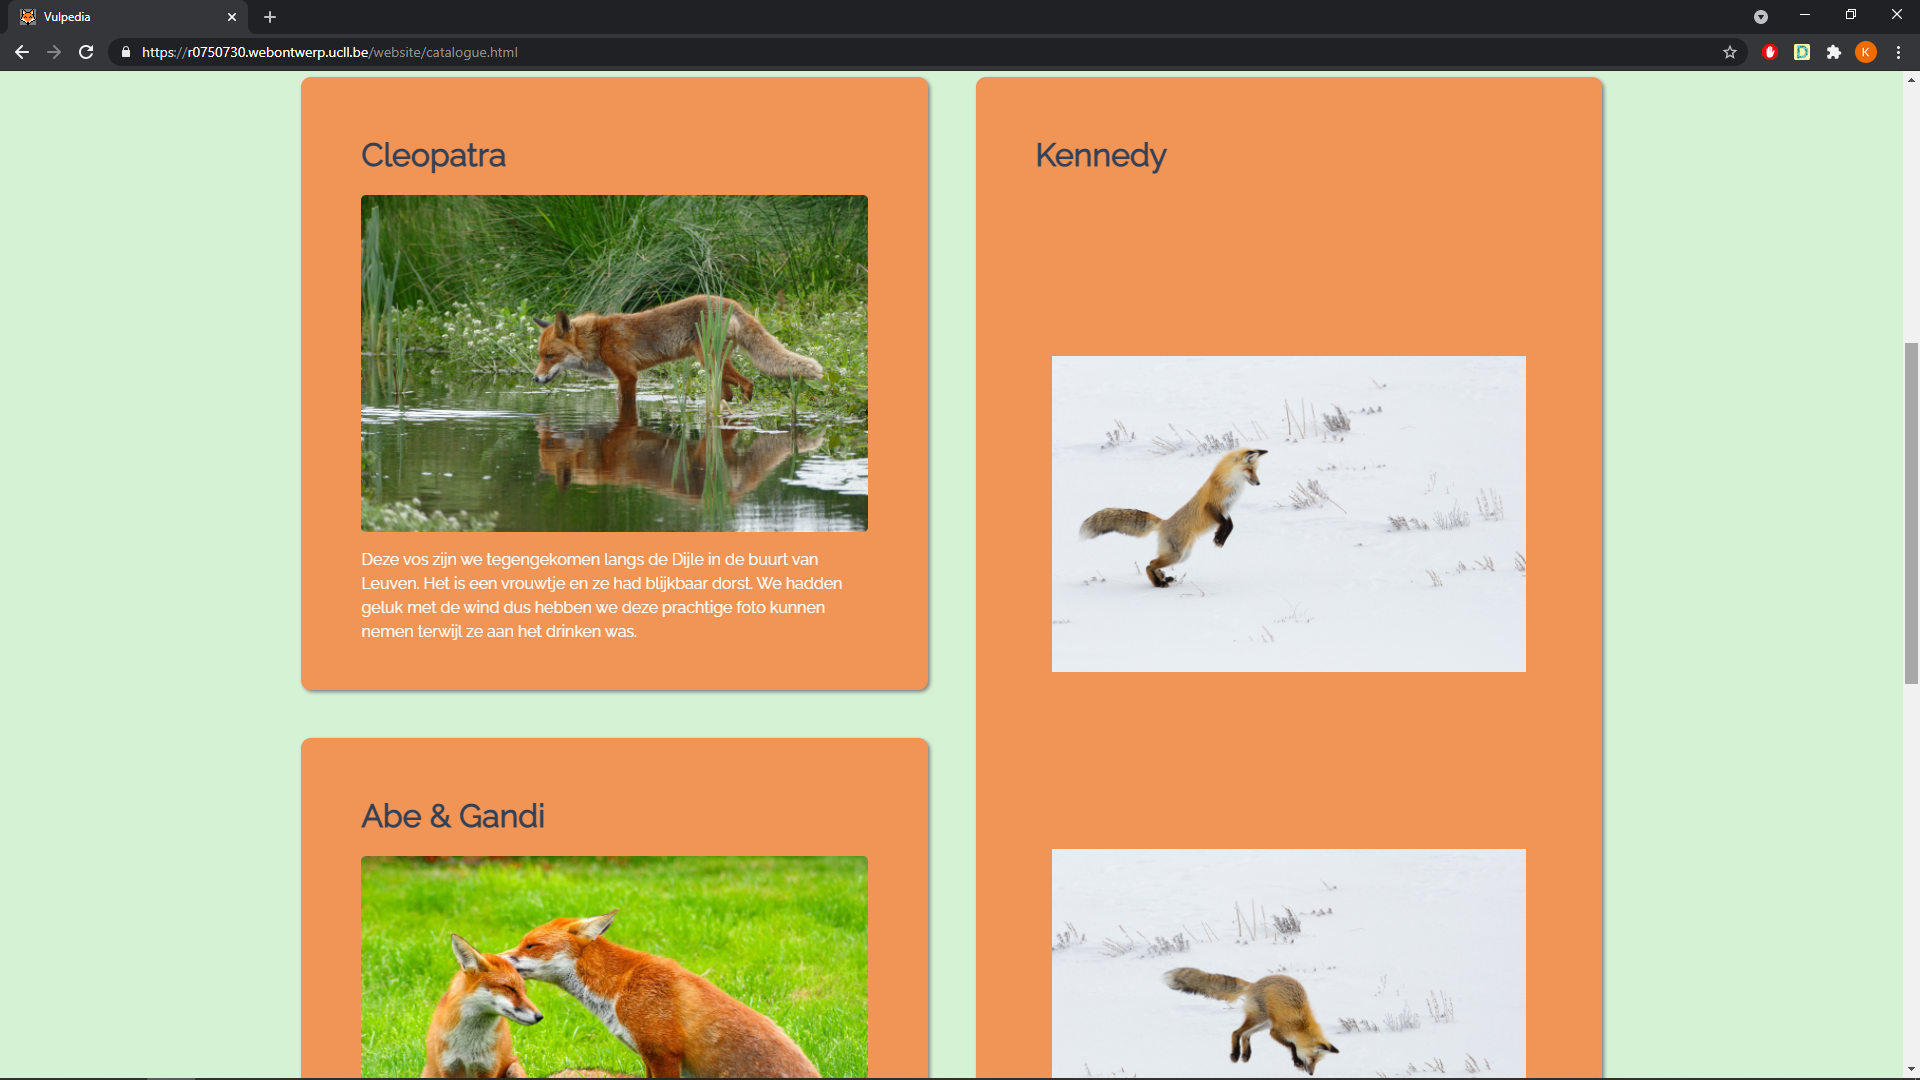 Vulpedia
https://r0750730.webontwerp.ucll.be/website/catalogue.html
K
Cleopatra
Deze vos zijn we tegengekomen langs de Dijle in de buurt van
Leuven. Het is een vrouwtje en ze had blijkbaar dorst. We hadden
geluk met de wind dus hebben we deze prachtige foto kunnen
nemen terwijl ze aan het drinken was.
Kennedy
Abe & Gandi